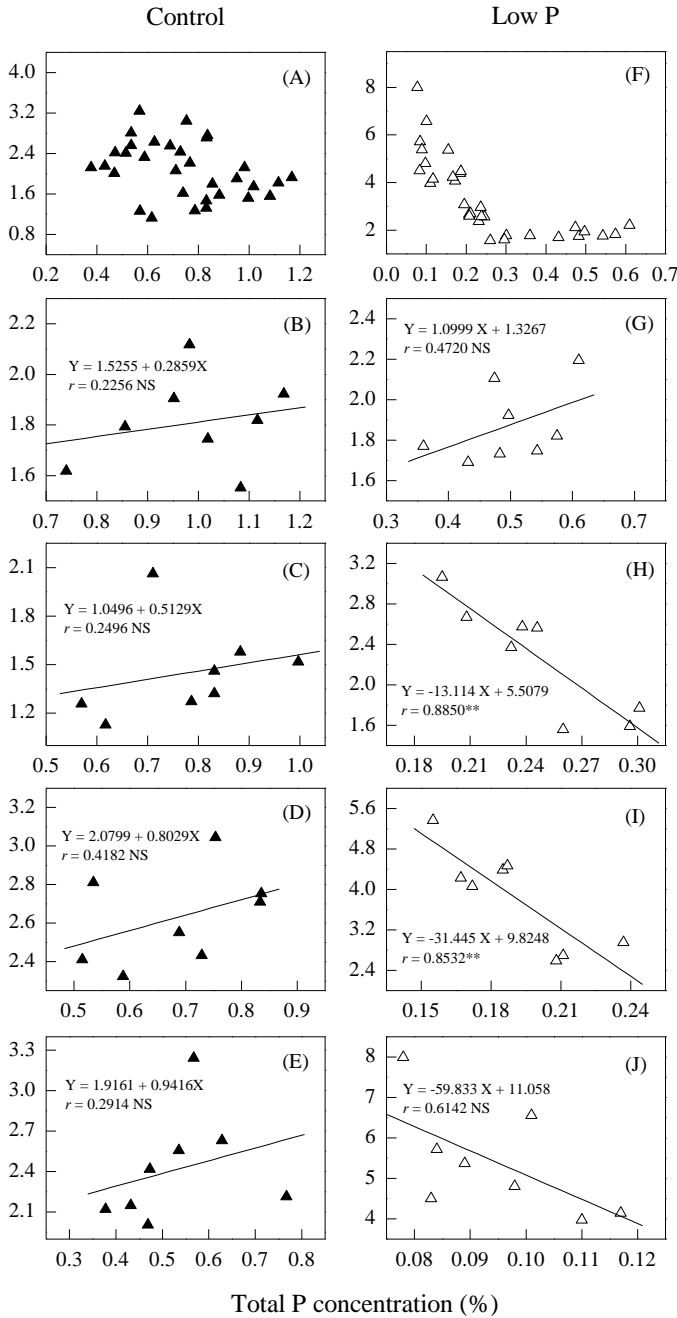 Control
Low P
(A)
4.0
3.2
2.4
1.6
0.8
0.2 0.4 0.6 0.8 1.0 1.2
(F)
8
6
4
2
0.0 0.1 0.2 0.3 0.4 0.5 0.6 0.7
(B)
Y = 1.5255 + 0.2859X
r = 0.2256 NS
2.2
2.0
1.8
1.6
0.7 0.8 0.9 1.0 1.1 1.2
(G)
Y = 1.0999 X + 1.3267
r = 0.4720 NS
2.4
2.2
2.0
1.8
1.6
0.3 0.4 0.5 0.6 0.7
(C)
Y = 1.0496 + 0.5129X
r = 0.2496 NS
2.1
1.8
1.5
1.2
0.5 0.6 0.7 0.8 0.9 1.0
(H)
Y = -13.114 X + 5.5079
r = 0.8850**
3.2
2.8
2.4
2.0
1.6
0.18 0.21 0.24 0.27 0.30
(D)
Y = 2.0799 + 0.8029X
r = 0.4182 NS
3.2
3.0
2.8
2.6
2.4
0.5 0.6 0.7 0.8 0.9
(I)
Y = -31.445 X + 9.8248
r = 0.8532**
5.6
4.8
4.0
3.2
2.4
0.15 0.18 0.21 0.24
(E)
Y = 1.9161 + 0.9416X
r = 0.2914 NS
3.3
3.0
2.7
2.4
2.1
0.3 0.4 0.5 0.6 0.7 0.8
(J)
Y = -59.833 X + 11.058
r = 0.6142 NS
8
7
6
5
4
0.08 0.09 0.10 0.11 0.12
Total P concentration (%)